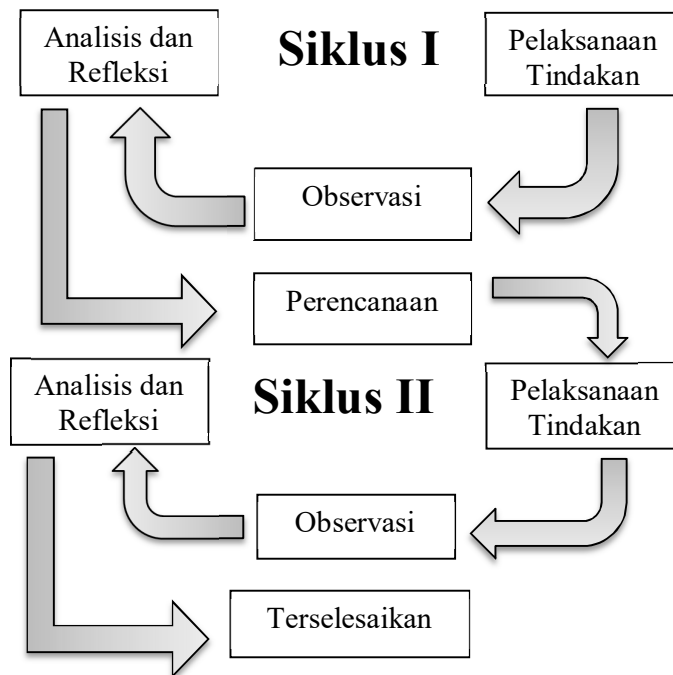 Analisis dan
Refleksi
Siklus I
Pelaksanaan
Tindakan
Observasi
Perencanaan
Analisis dan
Refleksi
Siklus II
Pelaksanaan
Tindakan
Observasi
Terselesaikan